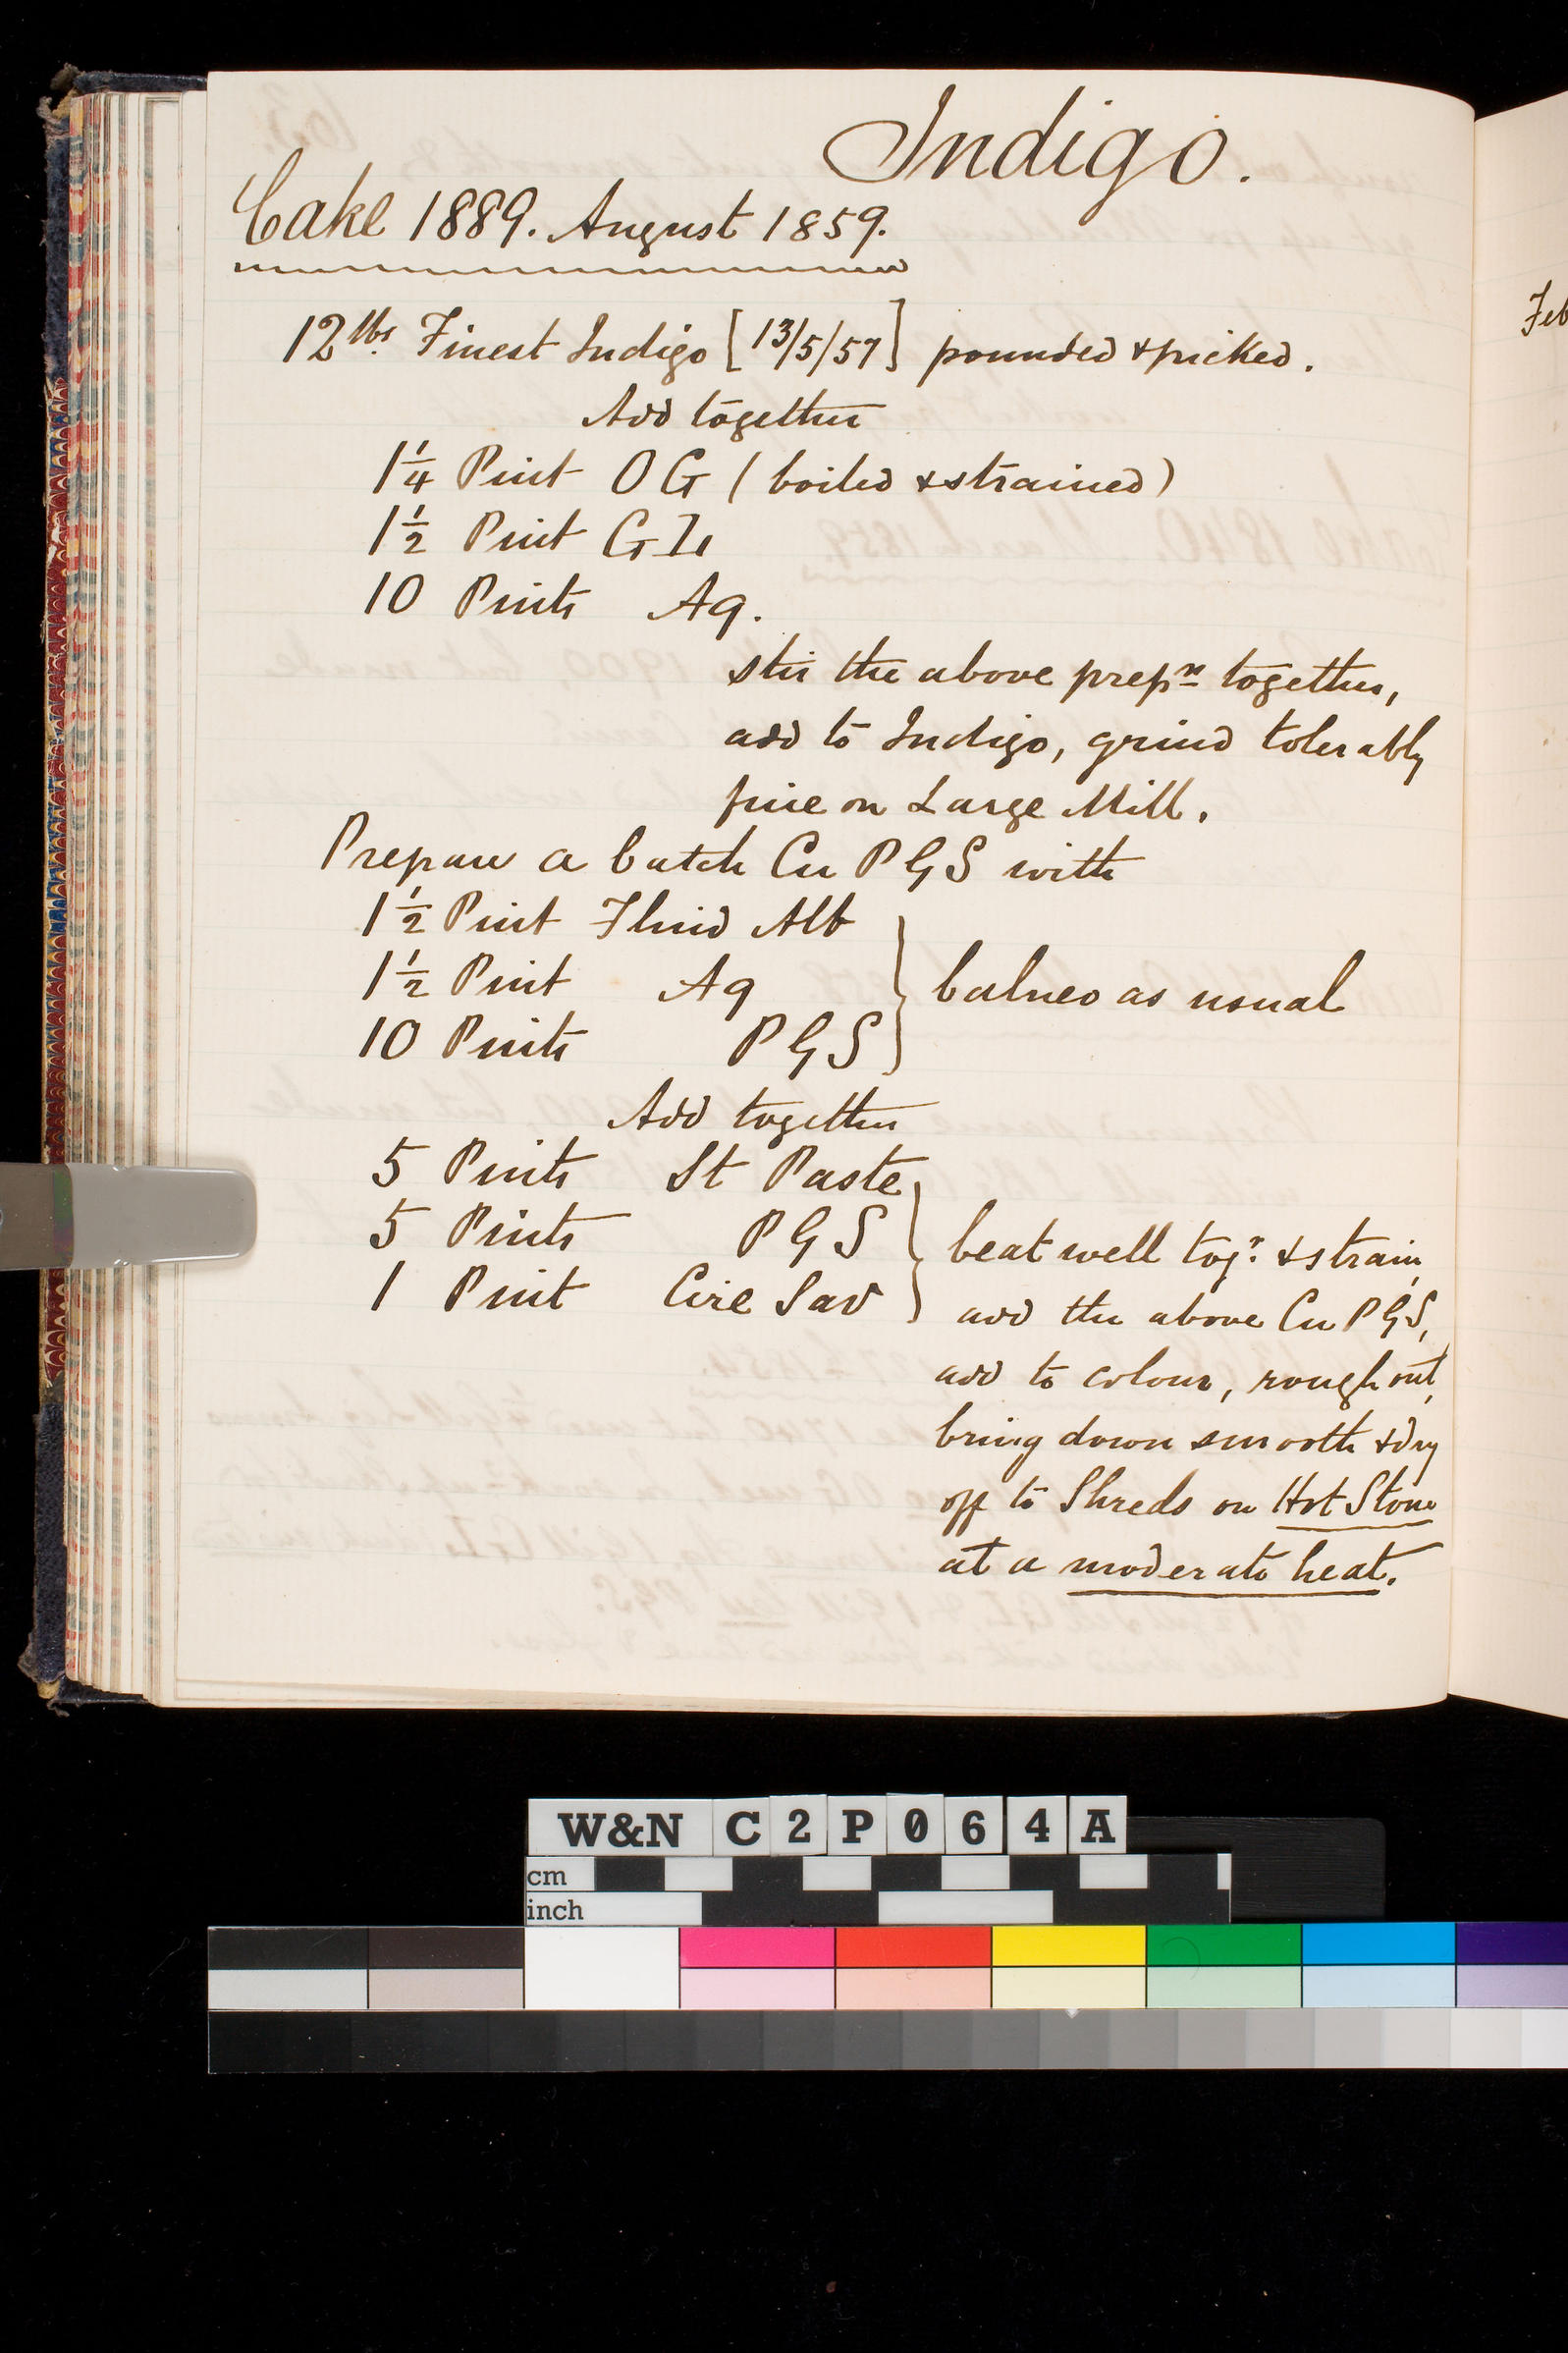 Indigo.
Cake 1889. August 1859.
12 lbs. Finest Indigo [13/5/57] pounded & picked.
Add together
1 1/4 Pint OG (boiled & strained)
1 1/2 Pint GI
10 Pints Aq.
stir the above prepn together,
add to Indigo, grind tolerably
fine on Large Mill.
Prepare a batch Cu PGS with
1 1/2 Pint Fluid Alb
1 1/2 Pint Aq
10 Pints PGS
balneo as usual
Add together
5 Pints St Paste
5 Pints PGS
1 Pint Cire Sav
beat well togr. & strain,
add the above Cu PGS,
add to colour, rough out,
bring down smooth & dry
off to Shreds on Hot Stone
at a moderate heat.
Feb
W&N C2P064A
cm
inch